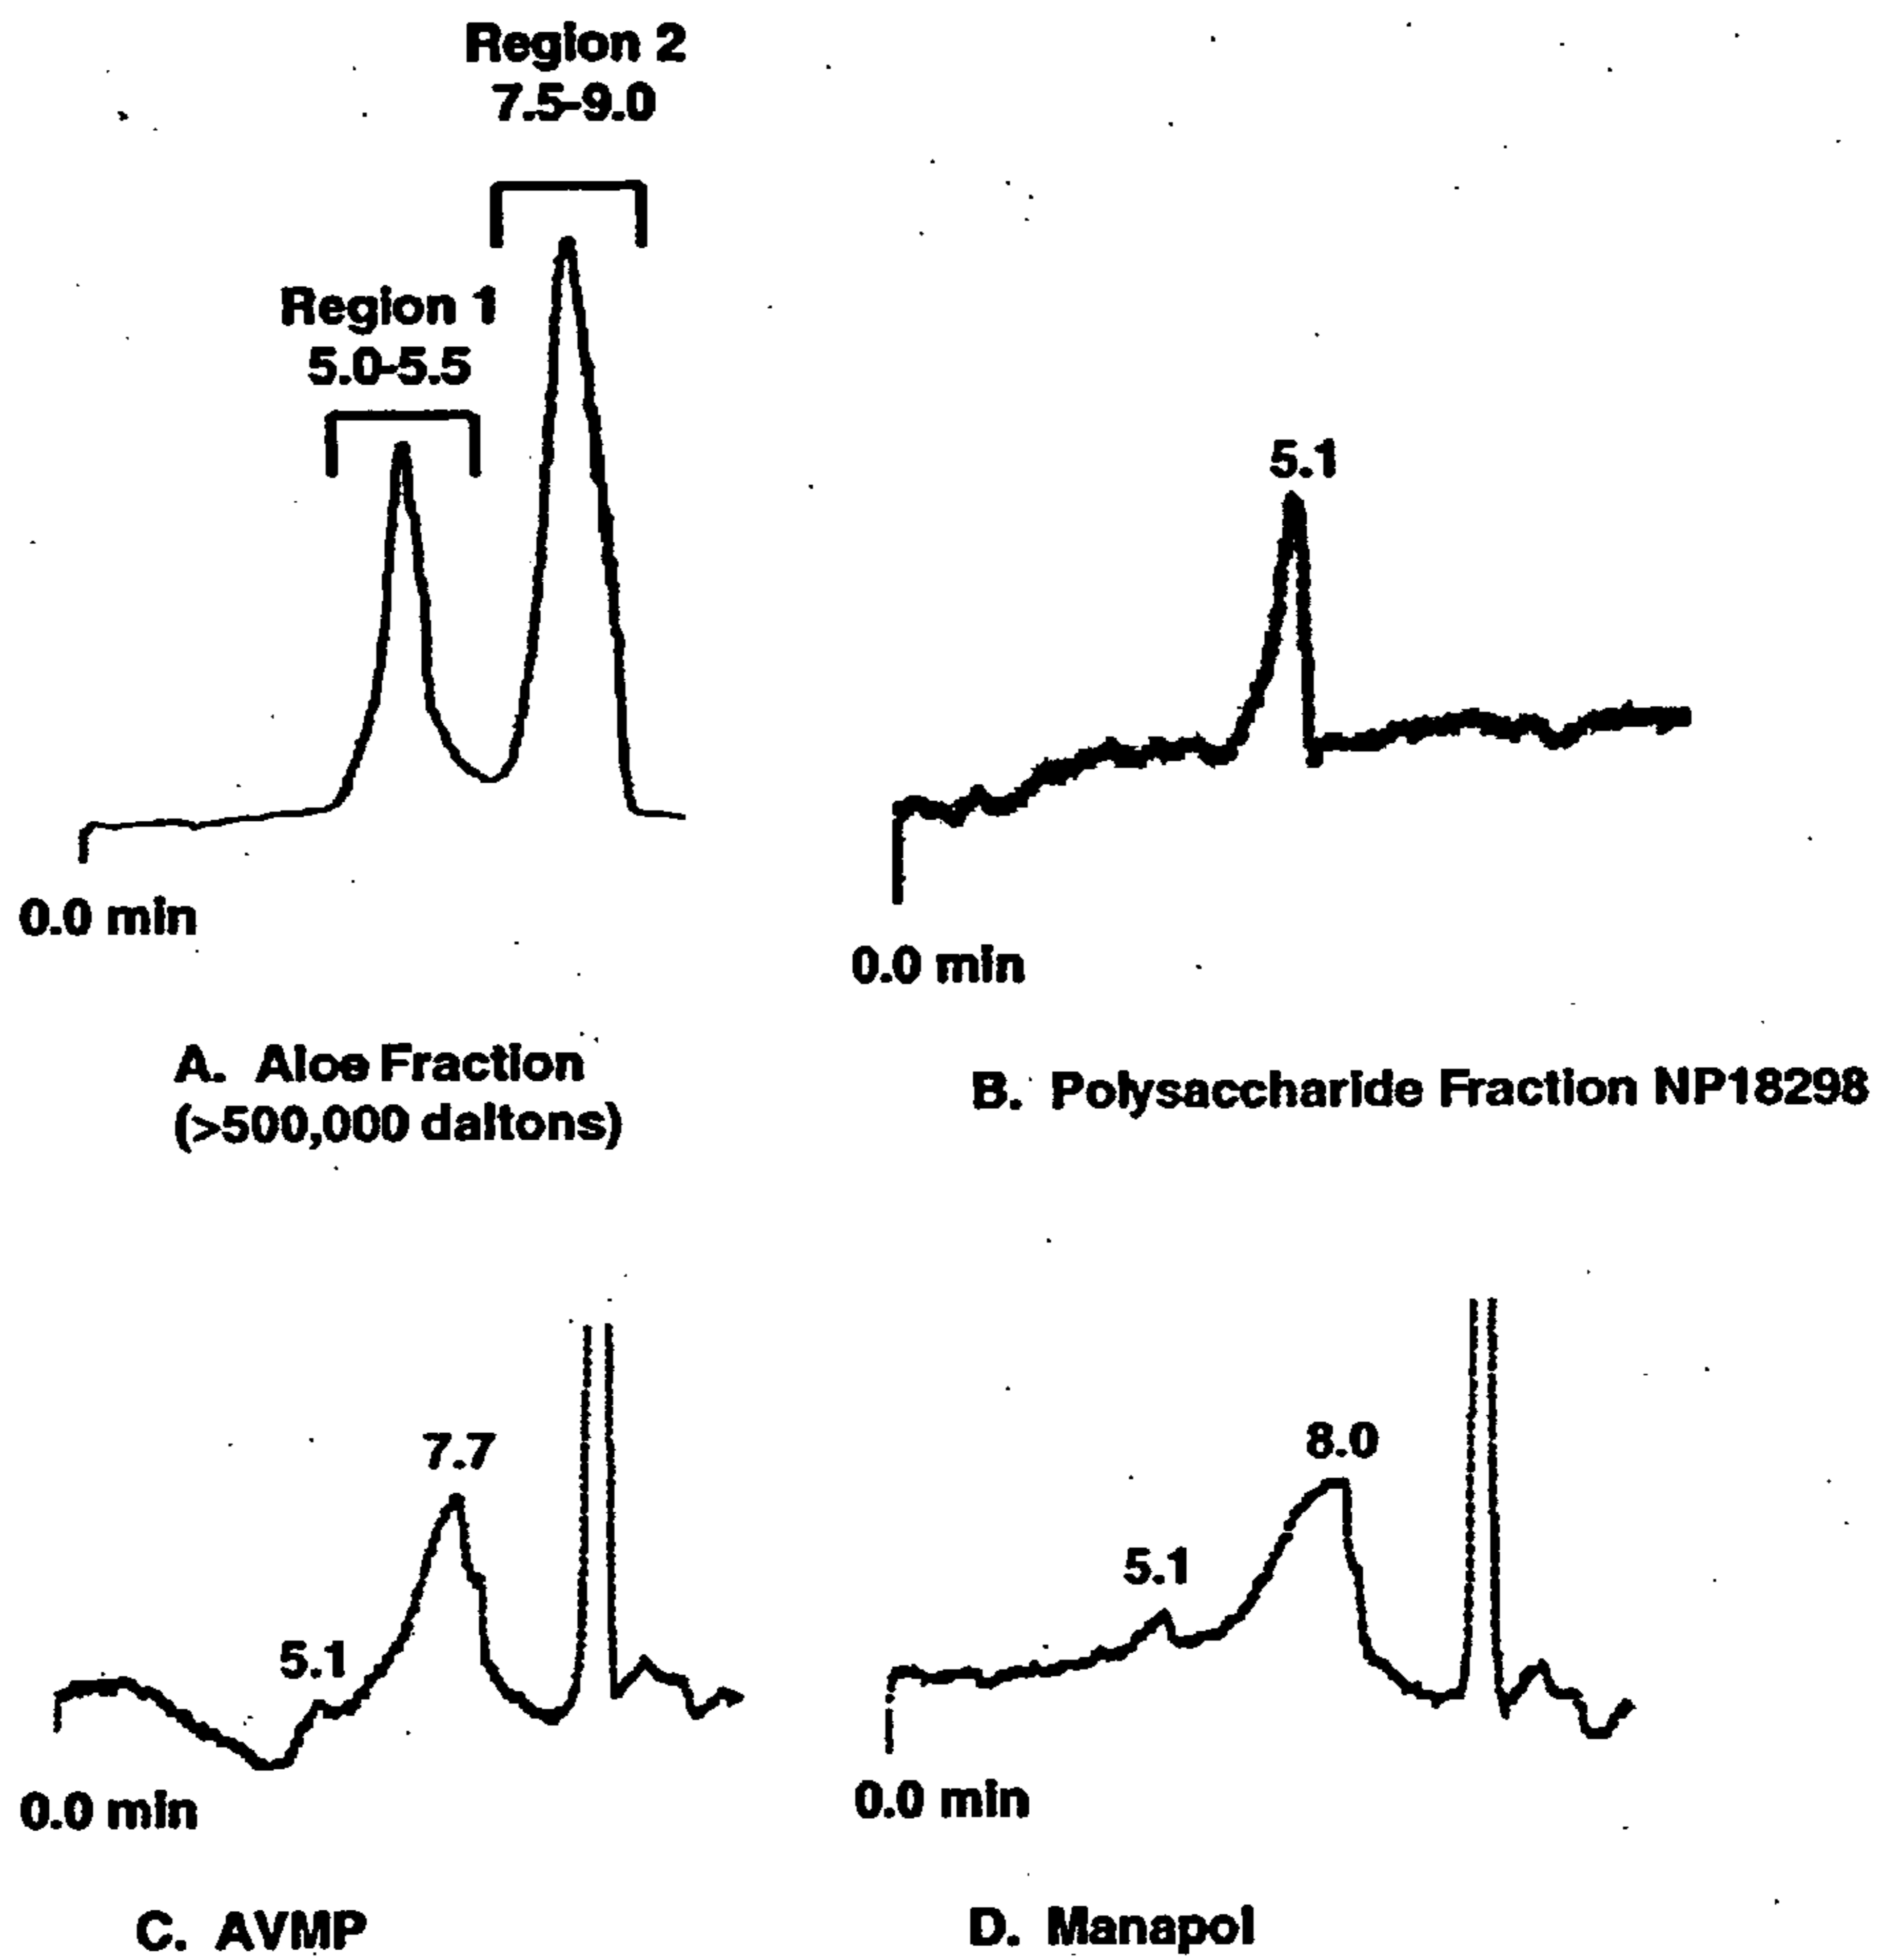 Region 2
7.5-9.0
Region 1
5.0-5.5
0.0 min
A. Aloe Fraction
(>500,000 daltons)
5.1
0.0 min
B. Polysaccharide Fraction NP18298
7.7
5.1
0.0 min
C. AVMP
8.0
5.1
0.0 min
D. Manapol